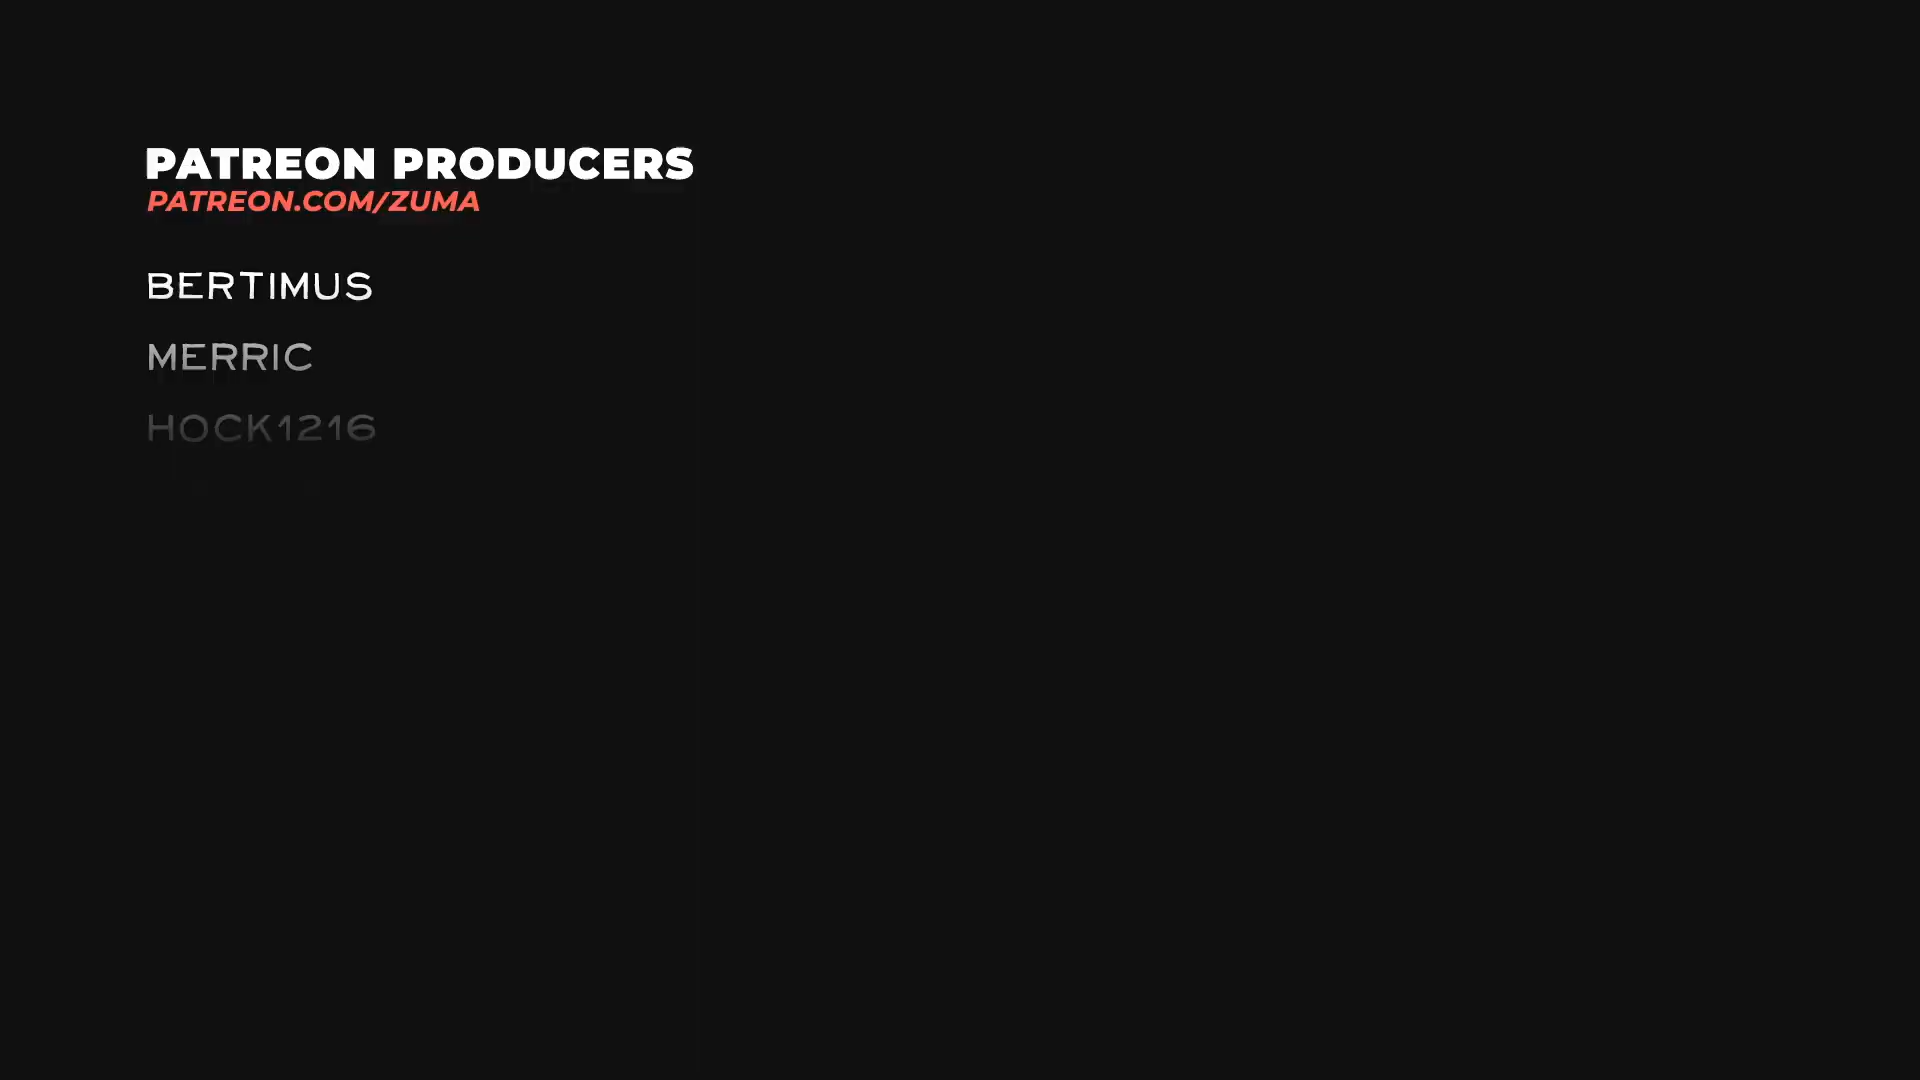 PATREON PRODUCERS
PATREON.COM/ZUMA
BERTIMUS
MERRIC
HOCK1216